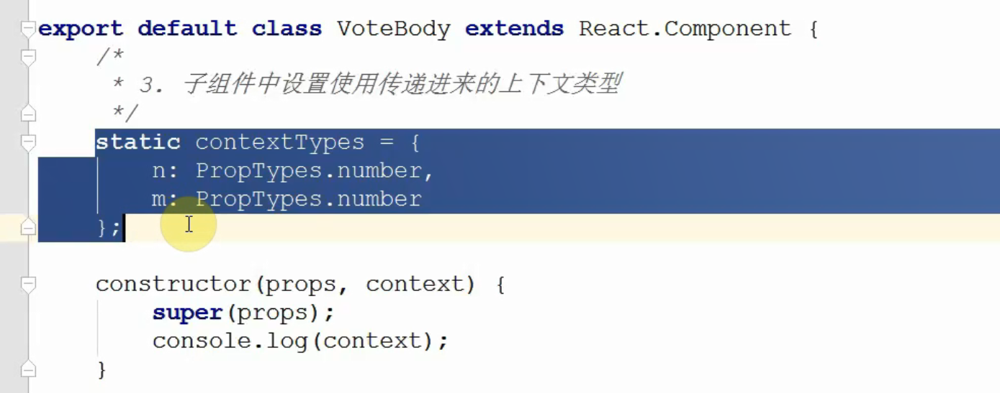 export default class VoteBody extends React.Component {
/*
* 3. 子组件中设置使用传递进来的上下文类型
*/
static contextTypes = {
n: PropTypes.number,
m: PropTypes.number
};
constructor(props, context) {
super(props);
console.log(context);
}